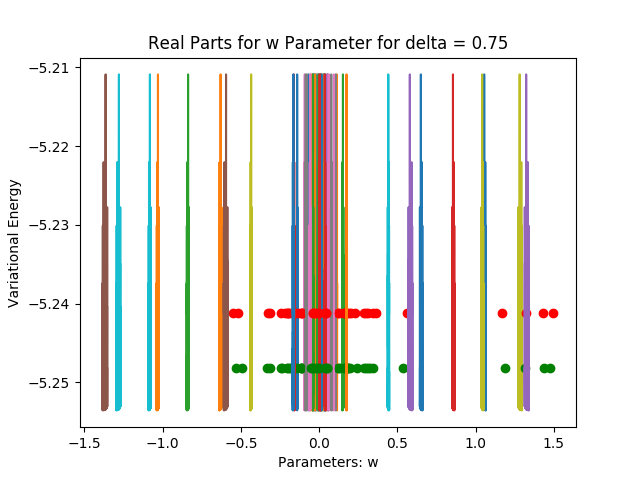 Real Parts for w Parameter for delta = 0.75
Variational Energy
−5.21
−5.22
−5.23
−5.24
−5.25
−1.5 −1.0 −0.5 0.0 0.5 1.0 1.5
Parameters: w